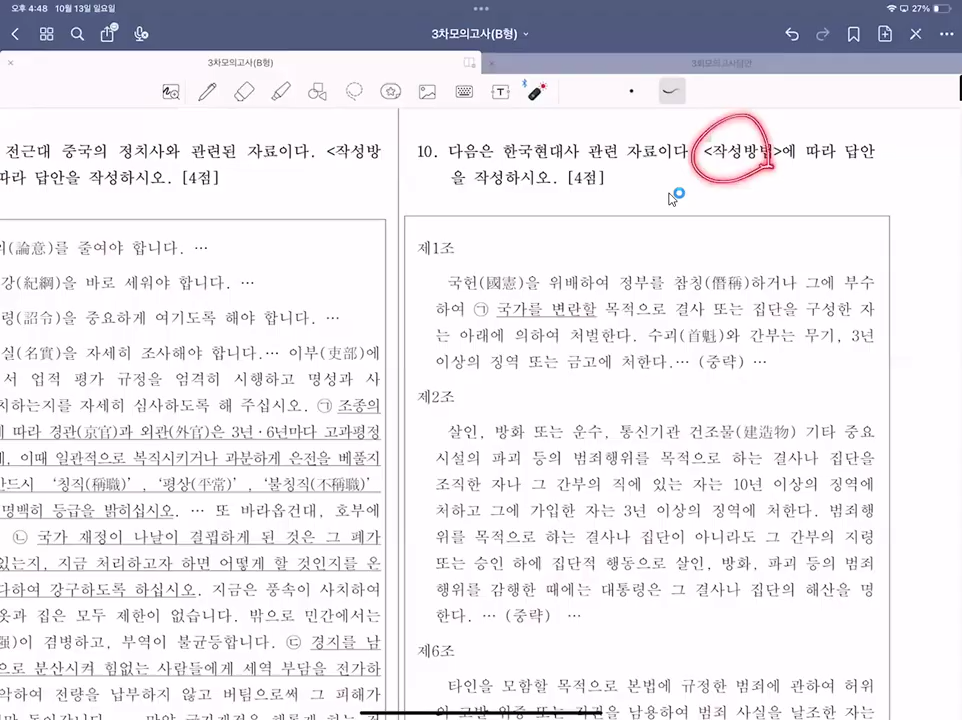 오후 4:48 10월 13일 일요일
27%
3차모의고사(B형)
3차모의고사(B형)
3회모의고사답안
전근대 중국의 정치사와 관련된 자료이다. <작성방
따라 답안을 작성하시오. [4점]
(論意)를 줄여야 합니다. …
강(紀綱)을 바로 세워야 합니다. …
령(詔令)을 중요하게 여기도록 해야 합니다. …
실(名實)을 자세히 조사해야 합니다.… 이부(吏部)에
서 업적 평가 규정을 엄격히 시행하고 명성과 사
치하는지를 자세히 심사하도록 해 주십시오. ㉠ 조종의
에 따라 경관(京官)과 외관(外官)은 3년·6년마다 고과평정
이때 일관적으로 복직시키거나 과분하게 은전을 베풀지
반드시 ‘칭직(稱職)’, ‘평상(平常)’, ‘불칭직(不稱職)’
명백히 등급을 밝히십시오. … 또 바라옵건대, 호부에
㉡ 국가 재정이 나날이 결핍하게 된 것은 그 폐가
있는지, 지금 처리하고자 하면 어떻게 할 것인지를 온
다하여 강구하도록 하십시오. 지금은 풍속이 사치하여
옷과 집은 모두 제한이 없습니다. 밖으로 민간에서는
이 겸병하고, 부역이 불균등합니다. ㉢ 경지를 남
으로 분산시켜 힘없는 사람들에게 세역 부담을 전가하
악하여 전량을 납부하지 않고 버팀으로써 그 피해가
10. 다음은 한국현대사 관련 자료이다. <작성방법>에 따라 답안
을 작성하시오. [4점]
제1조
국헌(國憲)을 위배하여 정부를 참칭(僭稱)하거나 그에 부수
하여 ㉠ 국가를 변란할 목적으로 결사 또는 집단을 구성한 자
는 아래에 의하여 처벌한다. 수괴(首魁)와 간부는 무기, 3년
이상의 징역 또는 금고에 처한다.… (중략) …
제2조
살인, 방화 또는 운수, 통신기관 건조물(建造物) 기타 중요
시설의 파괴 등의 범죄행위를 목적으로 하는 결사나 집단을
조직한 자나 그 간부의 직에 있는 자는 10년 이상의 징역에
처하고 그에 가입한 자는 3년 이상의 징역에 처한다. 범죄행
위를 목적으로 하는 결사나 집단이 아니라도 그 간부의 지령
또는 승인 하에 집단적 행동으로 살인, 방화, 파괴 등의 범죄
행위를 감행한 때에는 대통령은 그 결사나 집단의 해산을 명
한다. … (중략) …
제6조
타인을 모함할 목적으로 본법에 규정한 범죄에 관하여 허위
의 고발 위증 또는 직권을 남용하여 범죄 사실을 날조한 자는